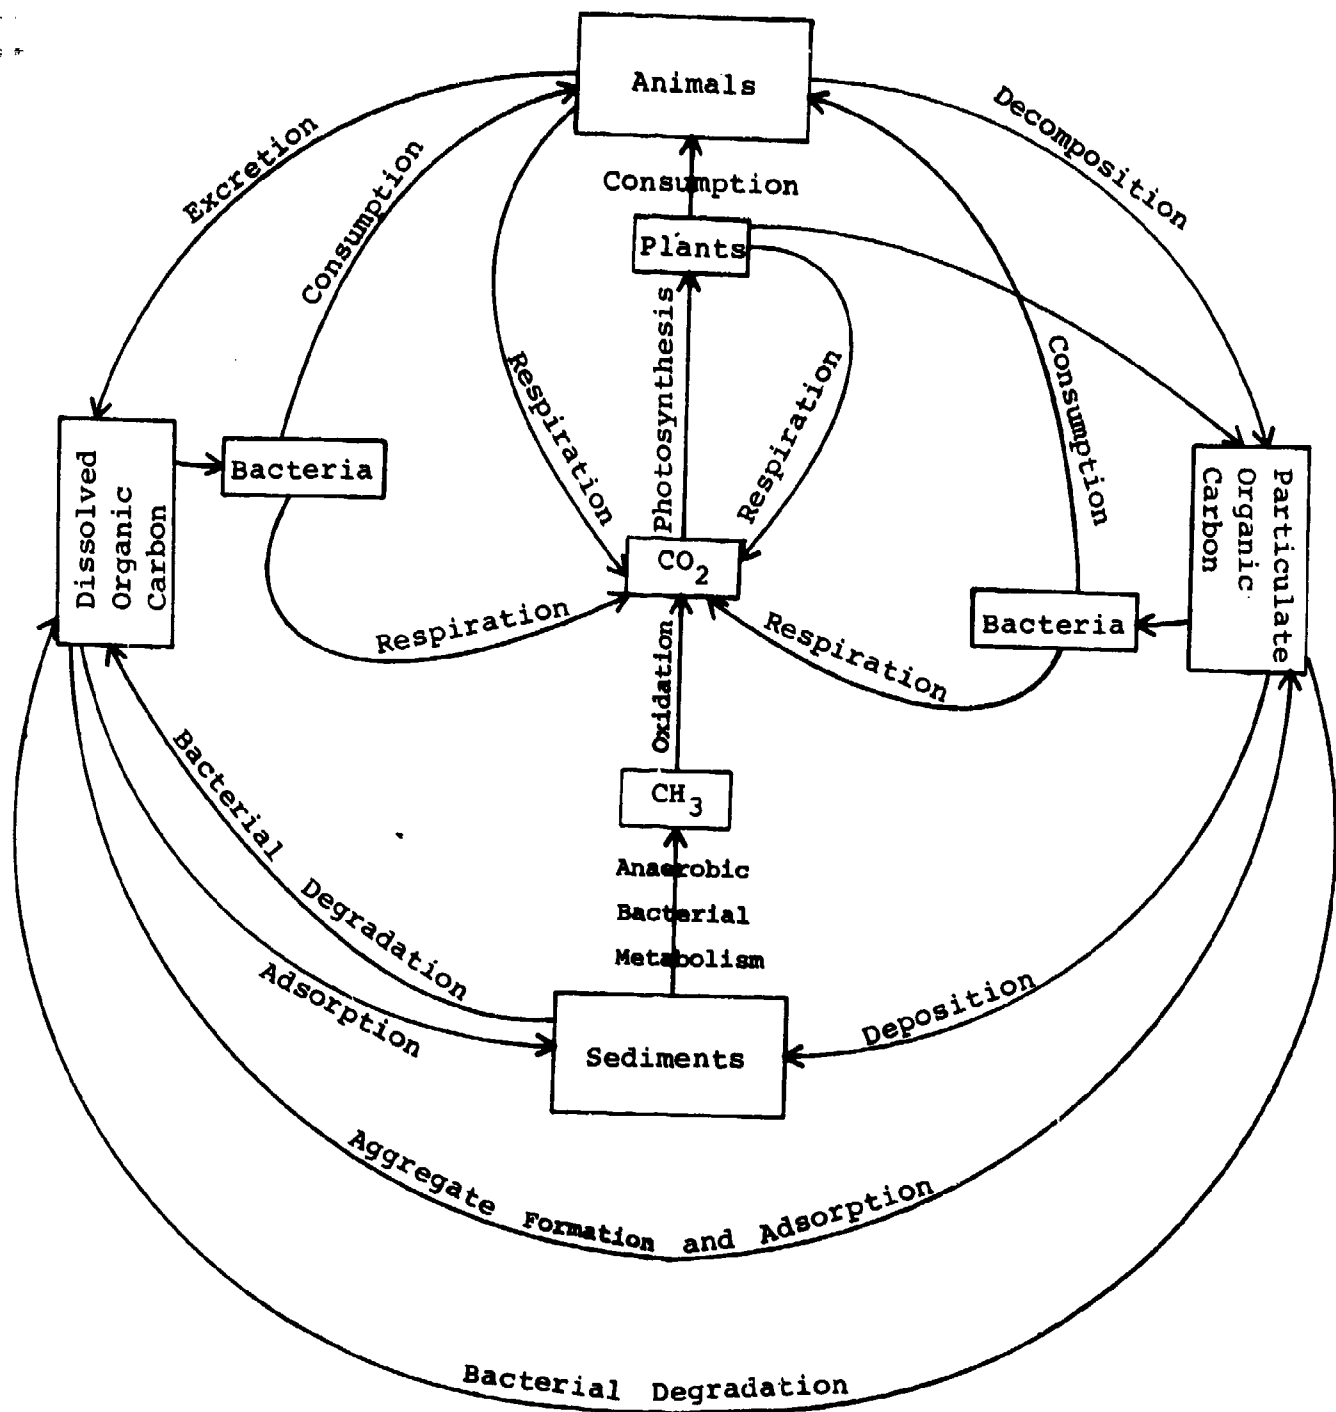 Animals
Decomposition
Excretion
Consumption
Consumption
Plants
Respiration
Photosynthesis
Respiration
Consumption
Dissolved
Organic
Carbon
Bacteria
Particulate
Organic
Carbon
CO2
Respiration
Respiration
Bacteria
Oxidation
CH3
Bacterial Degradation
Anaerobic
Bacterial
Metabolism
Adsorption
Sediments
Deposition
Aggregate Formation and Adsorption
Bacterial Degradation